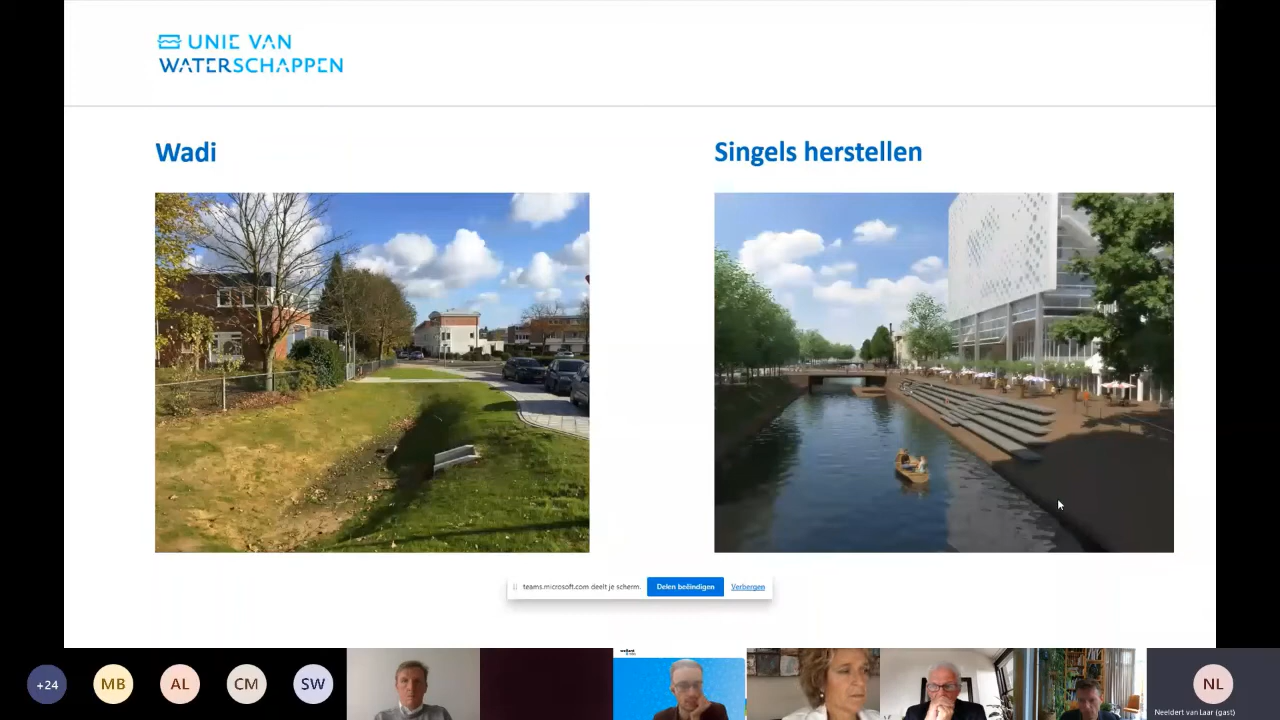 UNIE VAN
WATERSCHAPPEN
Wadi
Singels herstellen
teams.microsoft.com deelt je scherm.
Delen beëindigen
Verbergen
+24
MB
AL
CM
SW
NL
Neeldert van Laar (gast)